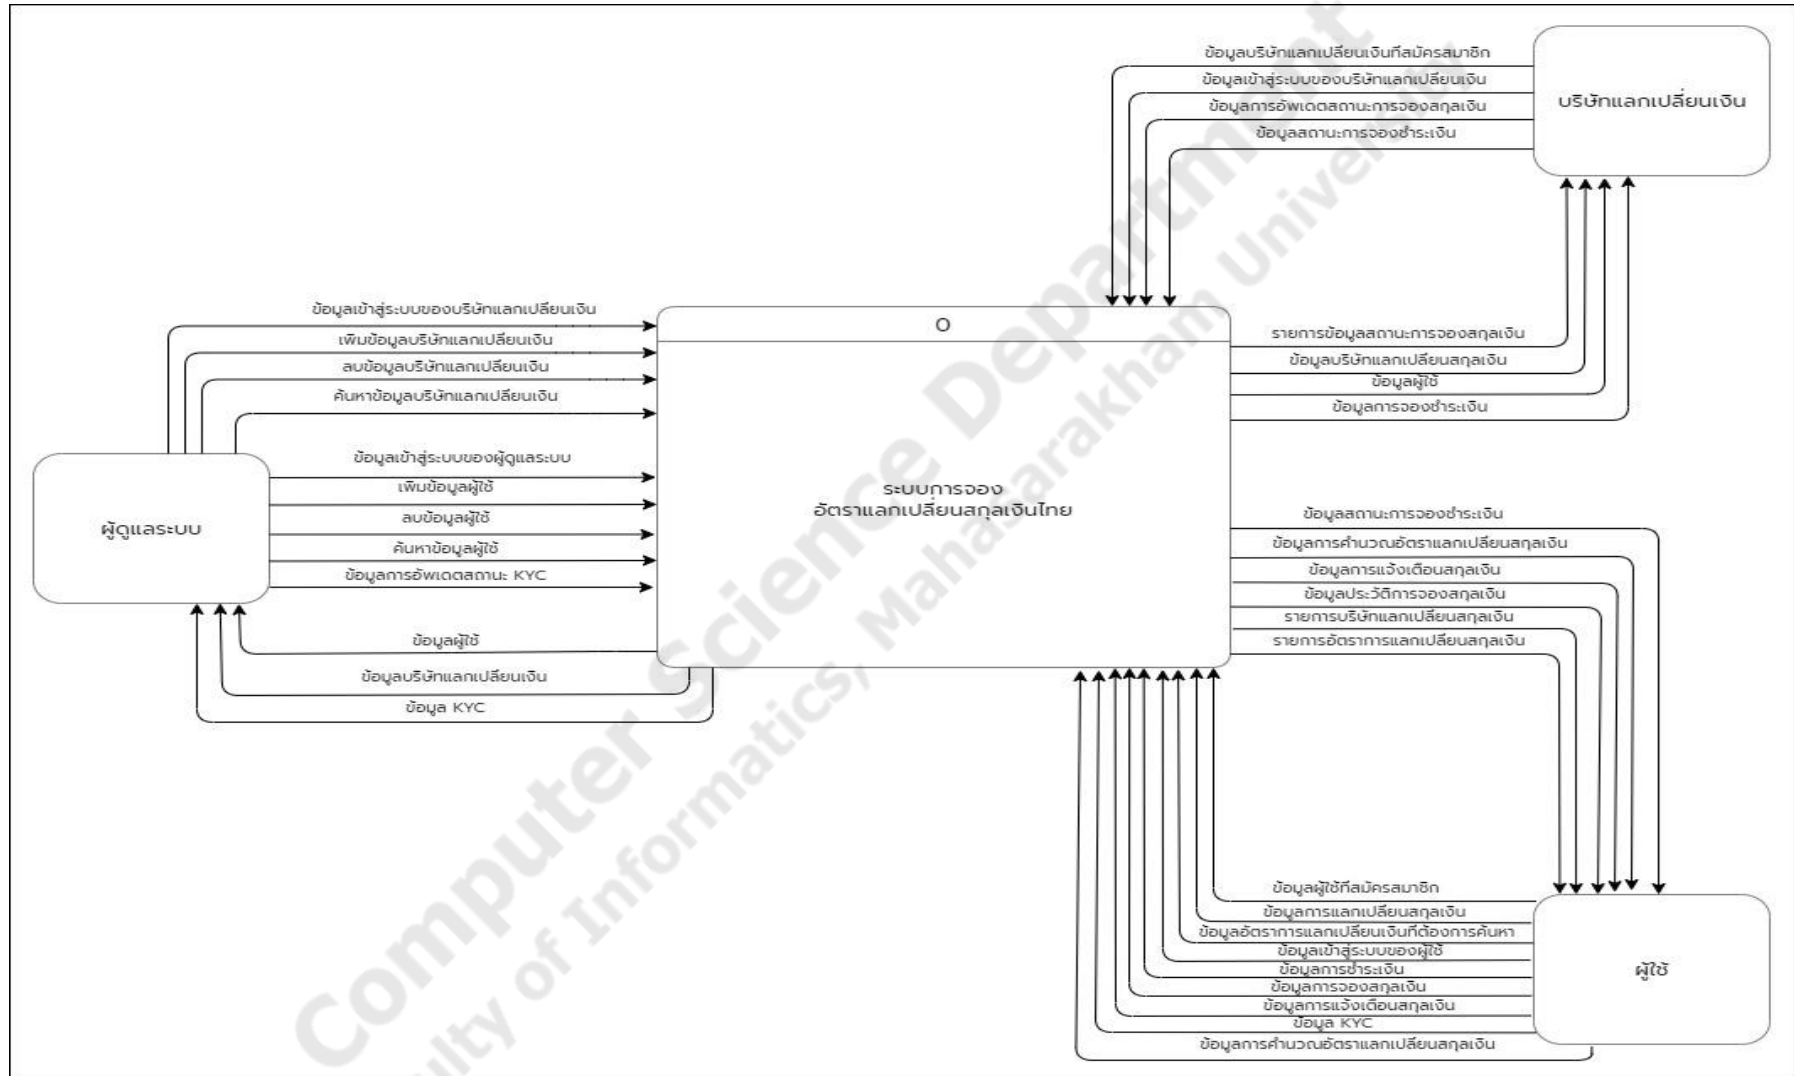 ข้อมูลบริษัทแลกเปลี่ยนเงินที่สมัครสมาชิก
ข้อมูลเข้าสู่ระบบของบริษัทแลกเปลี่ยนเงิน
ข้อมูลการอัพเดตสถานะการจองสกุลเงิน
ข้อมูลสถานะการจองชำระเงิน
บริษัทแลกเปลี่ยนเงิน
ข้อมูลเข้าสู่ระบบของบริษัทแลกเปลี่ยนเงิน
เพิ่มข้อมูลบริษัทแลกเปลี่ยนเงิน
ลบข้อมูลบริษัทแลกเปลี่ยนเงิน
ค้นหาข้อมูลบริษัทแลกเปลี่ยนเงิน
0
รายการข้อมูลสถานะการจองสกุลเงิน
ข้อมูลบริษัทแลกเปลี่ยนสกุลเงิน
ข้อมูลผู้ใช้
ข้อมูลการจองชำระเงิน
ผู้ดูแลระบบ
ข้อมูลเข้าสู่ระบบของผู้ดูแลระบบ
เพิ่มข้อมูลผู้ใช้
ลบข้อมูลผู้ใช้
ค้นหาข้อมูลผู้ใช้
ข้อมูลการอัพเดตสถานะ KYC
ระบบการจอง
อัตราแลกเปลี่ยนสกุลเงินไทย
ข้อมูลสถานะการจองชำระเงิน
ข้อมูลการคำนวณอัตราแลกเปลี่ยนสกุลเงิน
ข้อมูลการแจ้งเตือนสกุลเงิน
ข้อมูลประวัติการจองสกุลเงิน
รายการบริษัทแลกเปลี่ยนสกุลเงิน
รายการอัตราการแลกเปลี่ยนสกุลเงิน
ข้อมูลผู้ใช้
ข้อมูลบริษัทแลกเปลี่ยนเงิน
ข้อมูล KYC
ข้อมูลผู้ใช้ที่สมัครสมาชิก
ข้อมูลการแลกเปลี่ยนสกุลเงิน
ข้อมูลอัตราการแลกเปลี่ยนเงินที่ต้องการค้นหา
ข้อมูลเข้าสู่ระบบของผู้ใช้
ข้อมูลการชำระเงิน
ข้อมูลการจองสกุลเงิน
ข้อมูลการแจ้งเตือนสกุลเงิน
ข้อมูล KYC
ข้อมูลการคำนวณอัตราแลกเปลี่ยนสกุลเงิน
ผู้ใช้
Computer Science Department
ulty of Informatics, Mahasarakham University